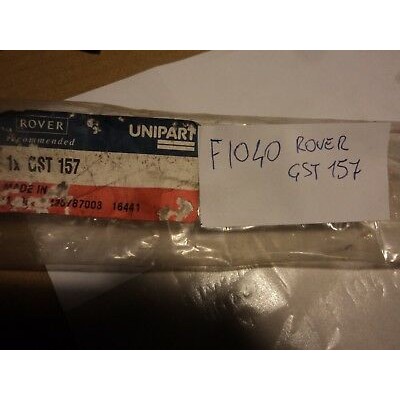 ROVER
recommended
UNIPART
1x GST 157
MADE IN
16441
F1040 ROVER
GST 157